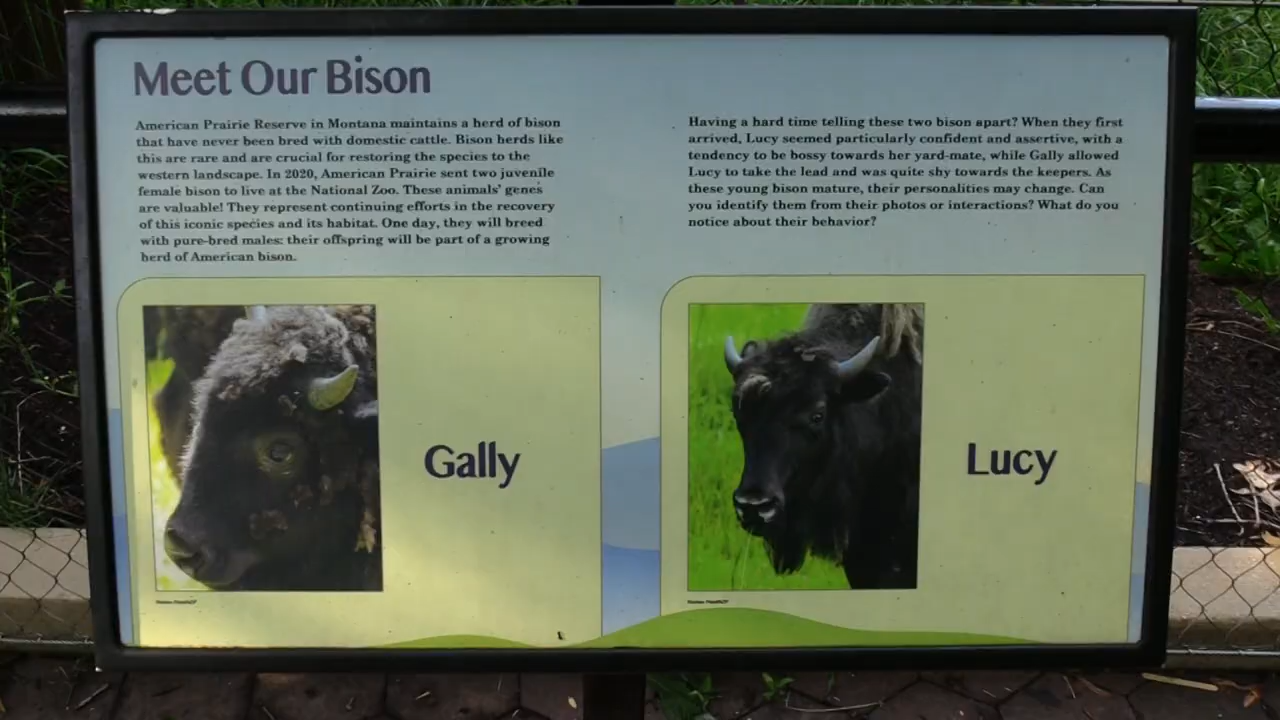 Meet Our Bison
American Prairie Reserve in Montana maintains a herd of bison
that have never been bred with domestic cattle. Bison herds like
this are rare and are crucial for restoring the species to the
western landscape. In 2020, American Prairie sent two juvenile
female bison to live at the National Zoo. These animals' genes
are valuable! They represent continuing efforts in the recovery
of this iconic species and its habitat. One day, they will breed
with pure-bred males; their offspring will be part of a growing
herd of American bison.
Having a hard time telling these two bison apart? When they first
arrived, Lucy seemed particularly confident and assertive, with a
tendency to be bossy towards her yard-mate, while Gally allowed
Lucy to take the lead and was quite shy towards the keepers. As
these young bison mature, their personalities may change. Can
you identify them from their photos or interactions? What do you
notice about their behavior?
Gally
Lucy